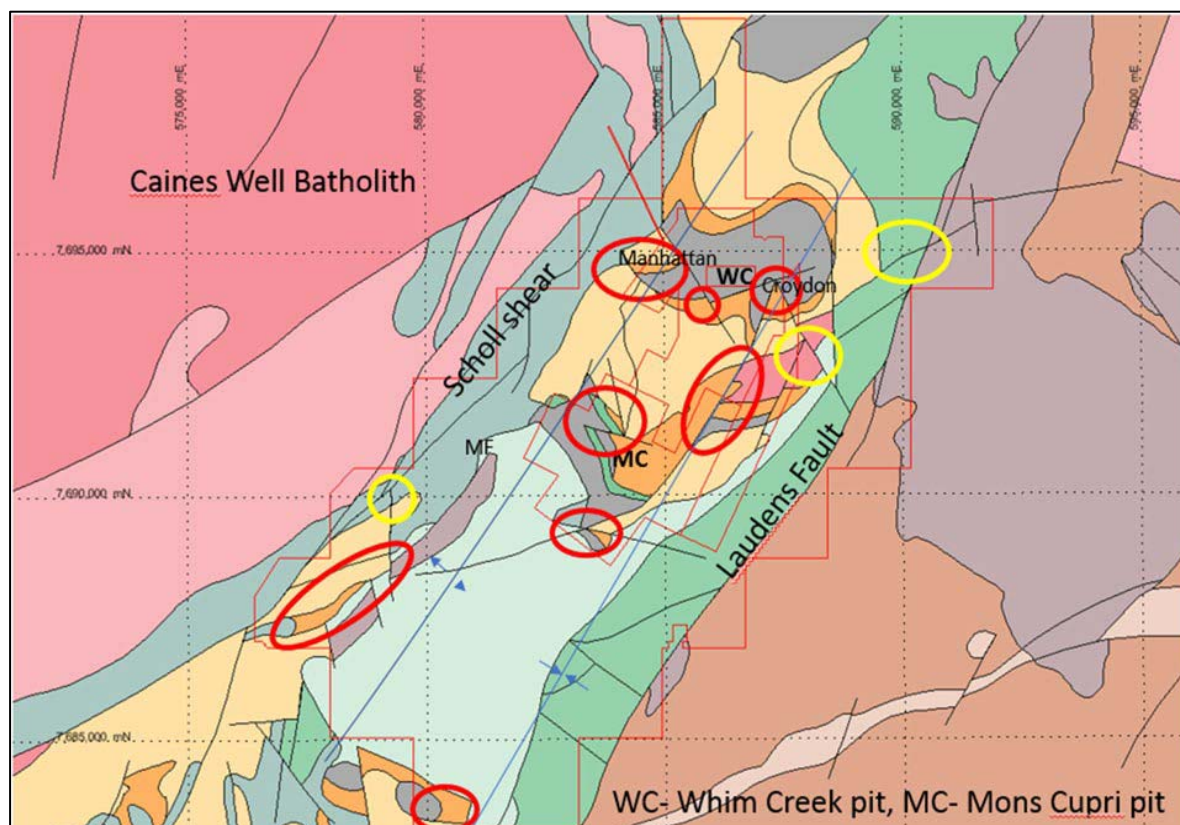 575,000 mE
580,000 mE
585,000 mE
590,000 mE
595,000 mE
Caines Well Batholith
7,695,000 mN
Manhattan
WC
Croydon
Scholl shear
MF
MC
7,690,000 mN
Laudens Fault
7,685,000 mN
WC- Whim Creek pit, MC- Mons Cupri pit